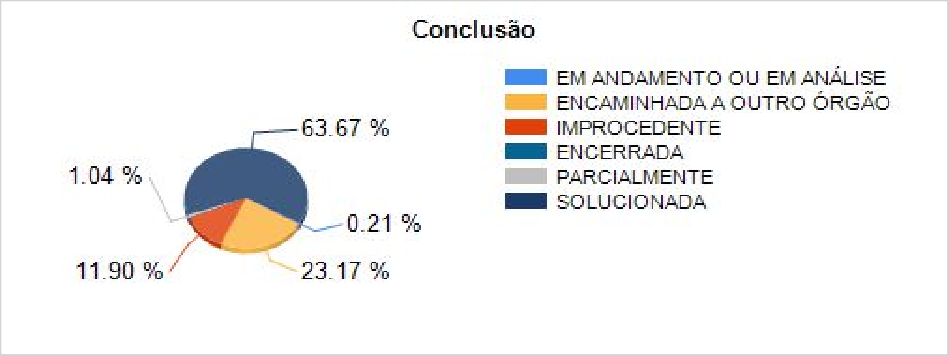 Conclusão
EM ANDAMENTO OU EM ANÁLISE
ENCAMINHADA A OUTRO ÓRGÃO
IMPROCEDENTE
ENCERRADA
PARCIALMENTE
SOLUCIONADA
63.67 %
1.04 %
0.21 %
11.90 %
23.17 %